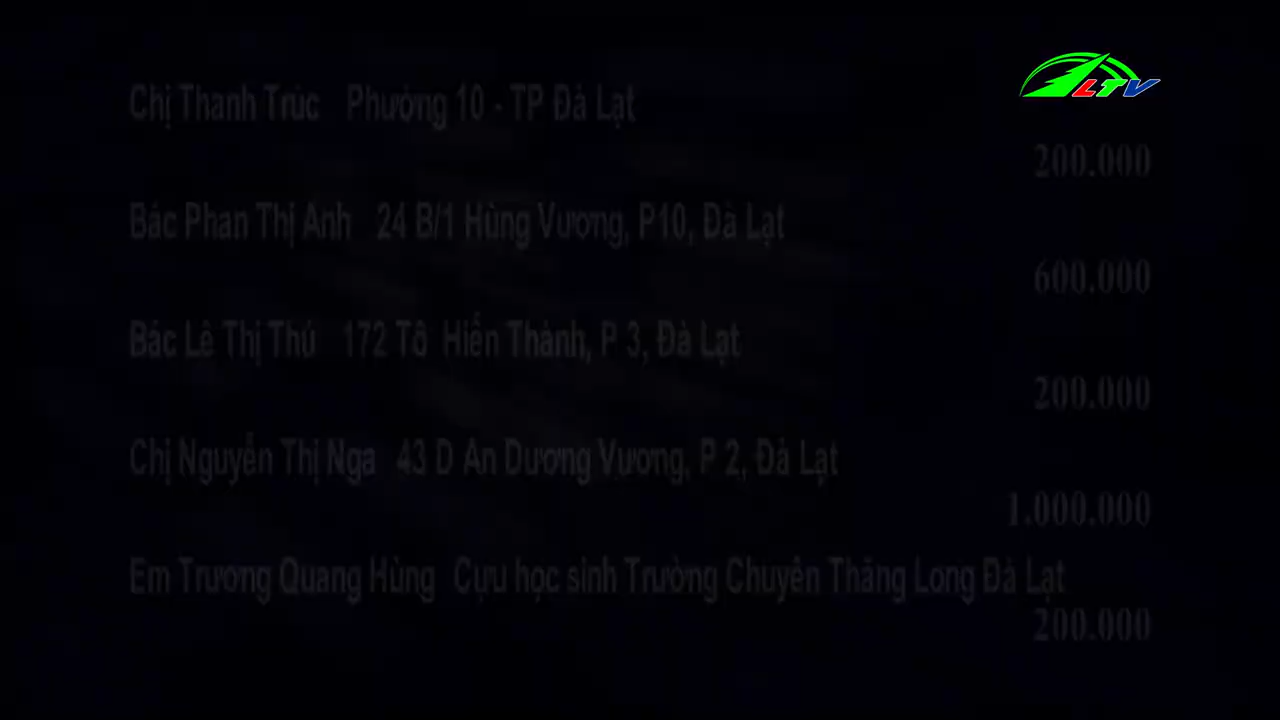 LTV
Chị Thanh Trúc Phường 10 - TP Đà Lạt
200.000
Bác Phan Thị Anh 24 B/1 Hùng Vương, P10, Đà Lạt
600.000
Bác Lê Thị Thú 172 Tô Hiến Thành, P 3, Đà Lạt
200.000
Chị Nguyễn Thị Nga 43 D An Dương Vương, P 2, Đà Lạt
1.000.000
Em Trương Quang Hùng Cựu học sinh Trường Chuyên Thăng Long Đà Lạt
200.000